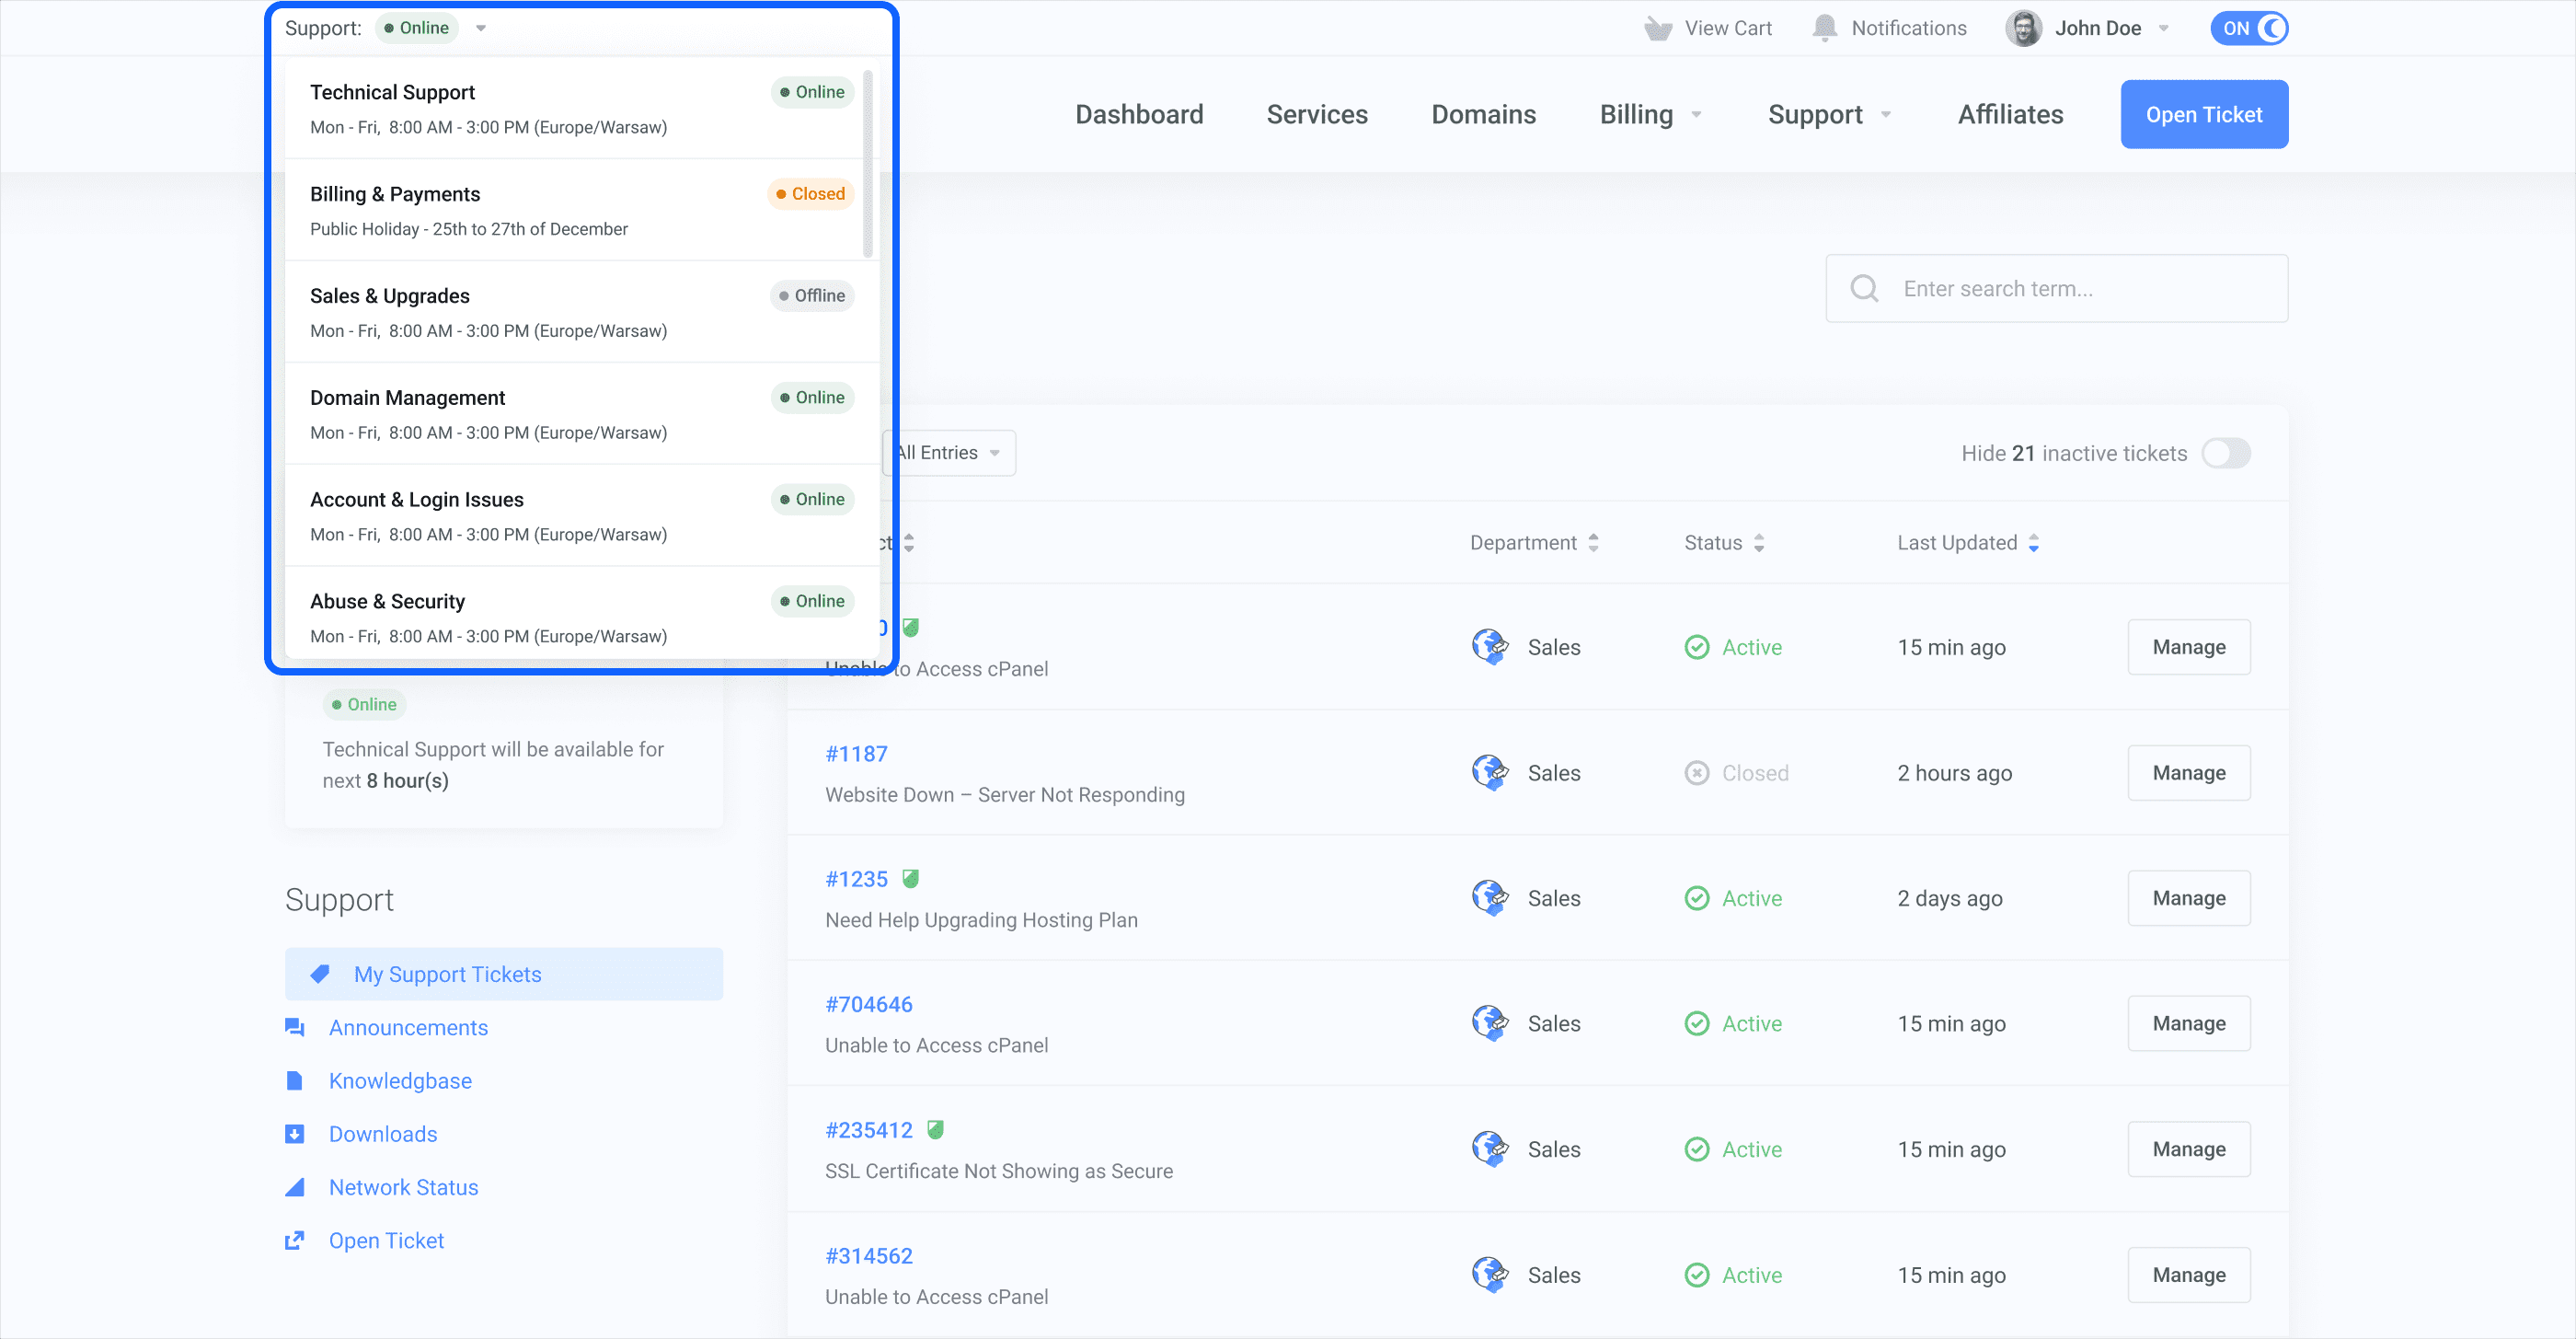 Support: Online
View Cart
Notifications
John Doe
ON
Technical Support Online
Mon - Fri, 8:00 AM - 3:00 PM (Europe/Warsaw)
Billing & Payments Closed
Public Holiday - 25th to 27th of December
Sales & Upgrades Offline
Mon - Fri, 8:00 AM - 3:00 PM (Europe/Warsaw)
Domain Management Online
Mon - Fri, 8:00 AM - 3:00 PM (Europe/Warsaw)
Account & Login Issues Online
Mon - Fri, 8:00 AM - 3:00 PM (Europe/Warsaw)
Abuse & Security Online
Mon - Fri, 8:00 AM - 3:00 PM (Europe/Warsaw)
Dashboard
Services
Domains
Billing
Support
Affiliates
Open Ticket
Enter search term...
Online
Technical Support will be available for
next 8 hour(s)
Support
My Support Tickets
Announcements
Knowledgbase
Downloads
Network Status
Open Ticket
All Entries
Hide 21 inactive tickets
Department Status Last Updated
Unable to Access cPanel
Sales Active 15 min ago Manage
#1187
Website Down – Server Not Responding
Sales Closed 2 hours ago Manage
#1235
Need Help Upgrading Hosting Plan
Sales Active 2 days ago Manage
#704646
Unable to Access cPanel
Sales Active 15 min ago Manage
#235412
SSL Certificate Not Showing as Secure
Sales Active 15 min ago Manage
#314562
Unable to Access cPanel
Sales Active 15 min ago Manage